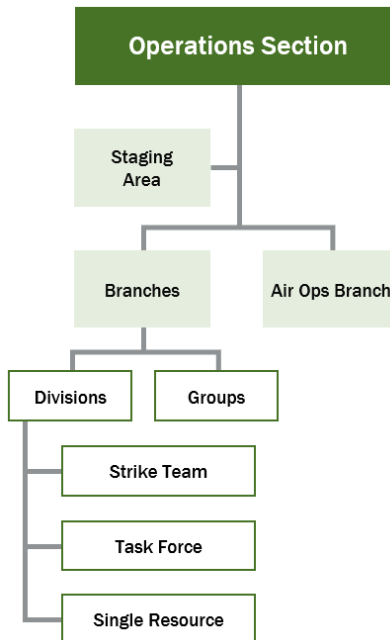 Operations Section
Staging
Area
Branches
Air Ops Branch
Divisions
Groups
Strike Team
Task Force
Single Resource